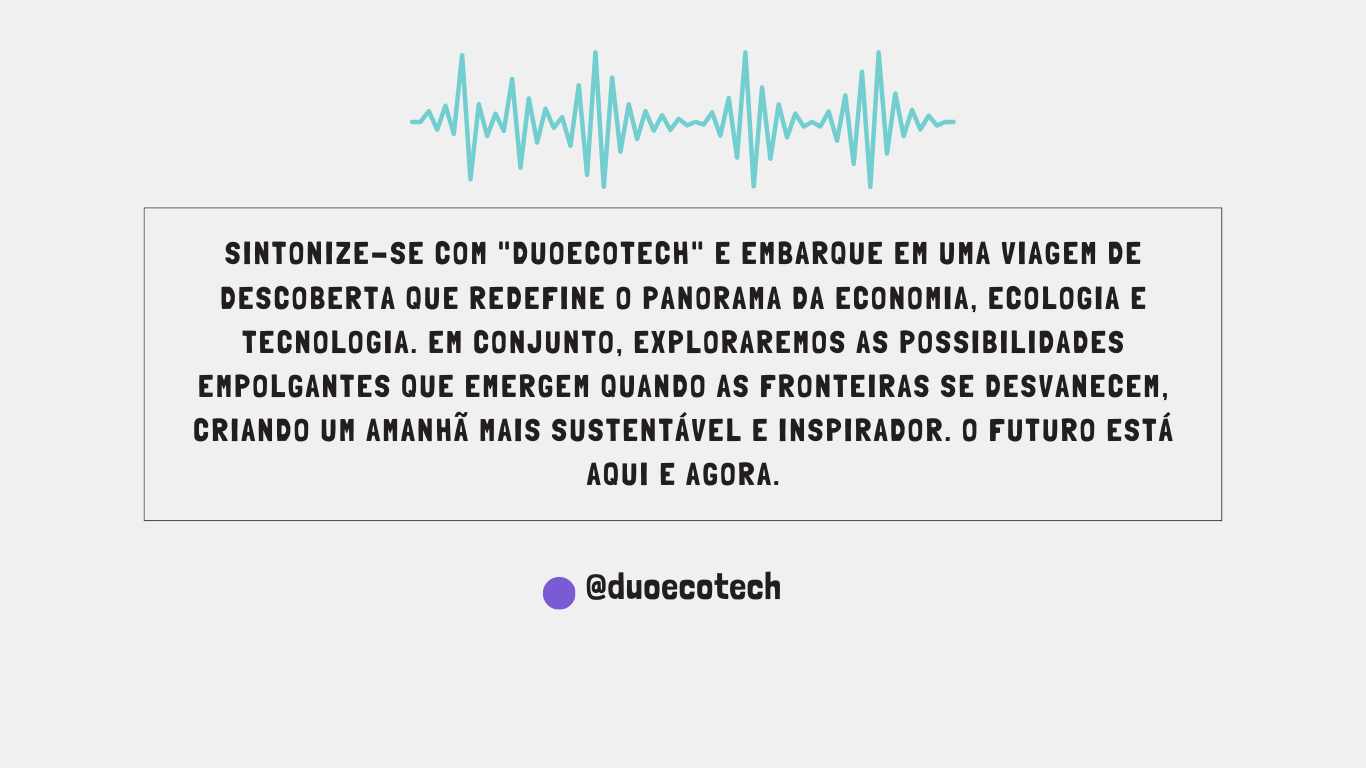 SINTONIZE-SE COM "DUOECOTECH" E EMBARQUE EM UMA VIAGEM DE
DESCOBERTA QUE REDEFINE O PANORAMA DA ECONOMIA, ECOLOGIA E
TECNOLOGIA. EM CONJUNTO, EXPLORAREMOS AS POSSIBILIDADES
EMPOLGANTES QUE EMERGEM QUANDO AS FRONTEIRAS SE DESVANECEM,
CRIANDO UM AMANHÃ MAIS SUSTENTÁVEL E INSPIRADOR. O FUTURO ESTÁ
AQUI E AGORA.
@duoecotech